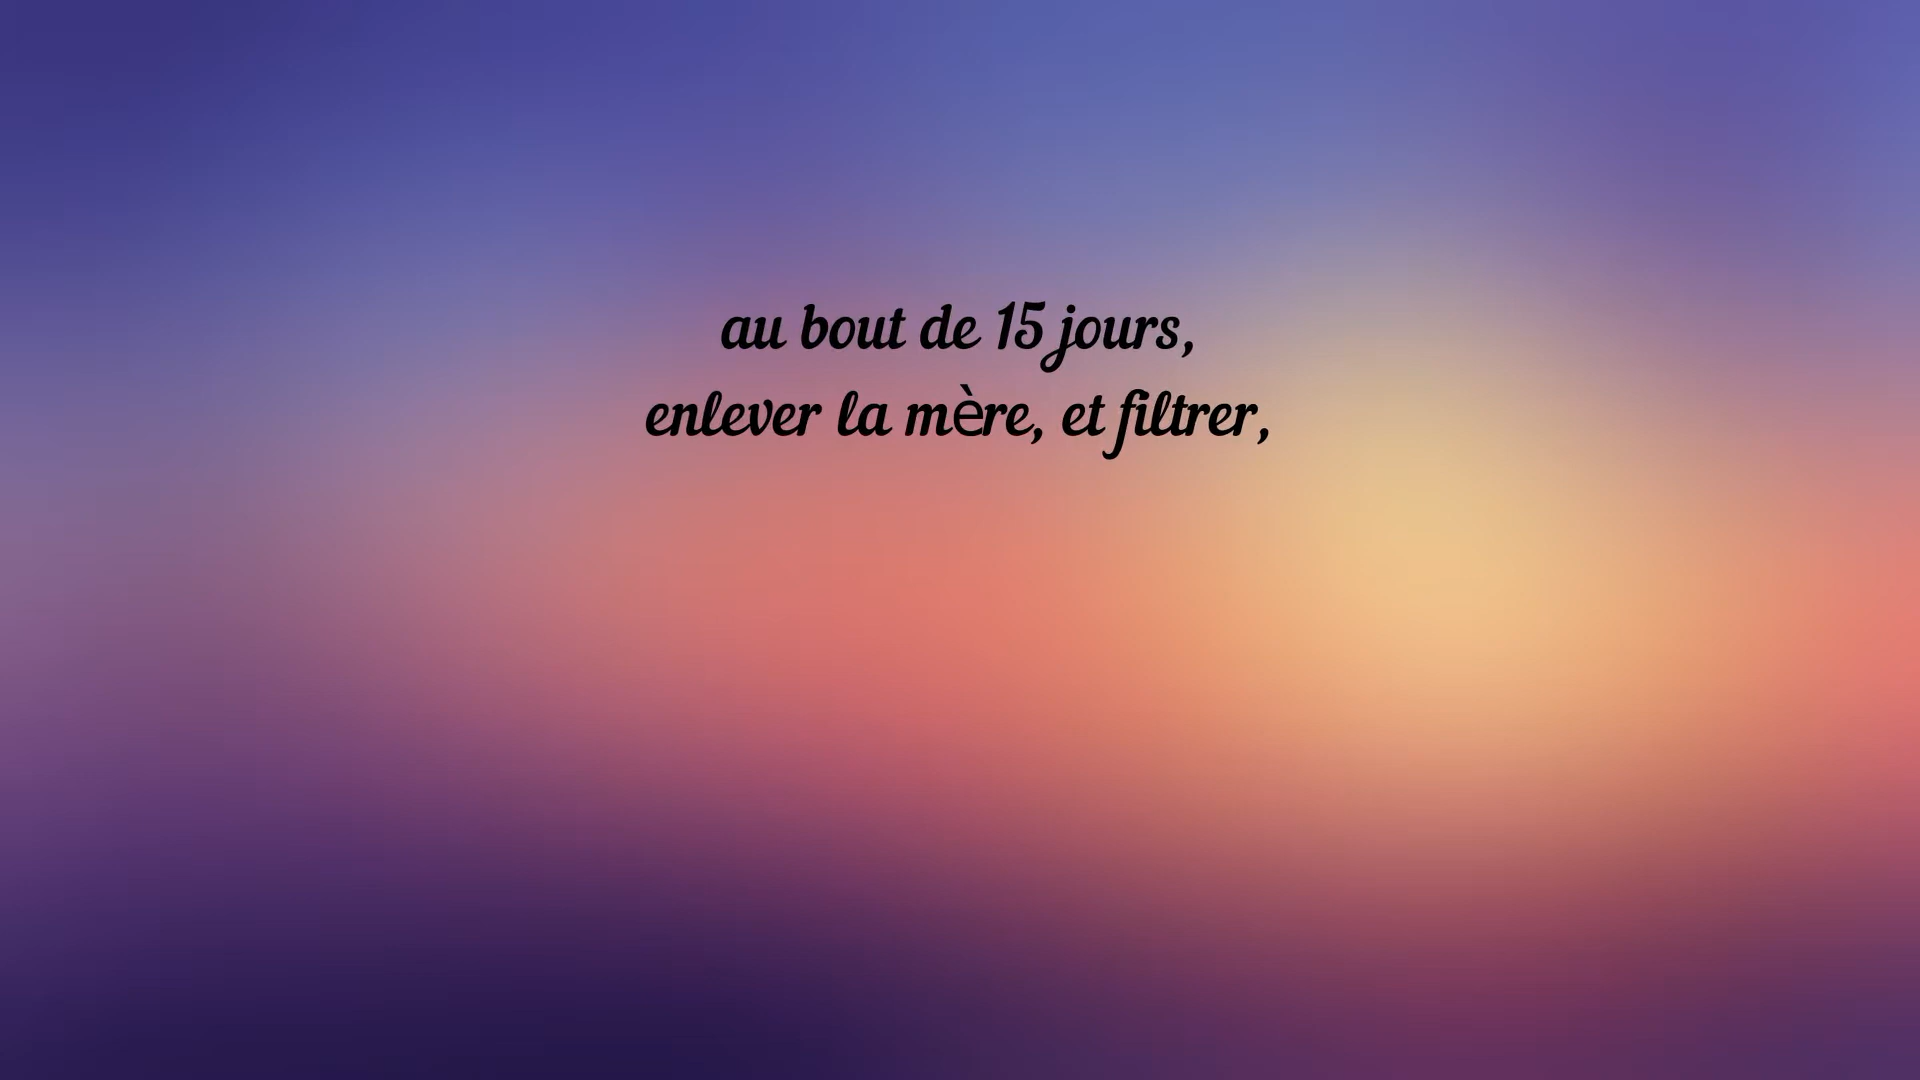 au bout de 15 jours,
enlever la mère, et filtrer,